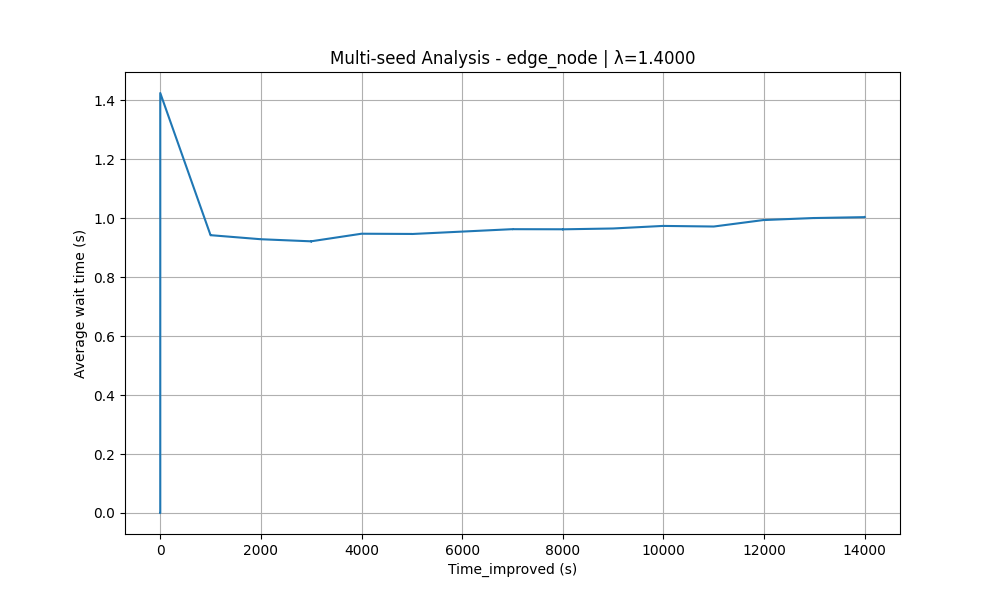 Multi-seed Analysis - edge_node | λ=1.4000
Average wait time (s)
1.4
1.2
1.0
0.8
0.6
0.4
0.2
0.0
0 2000 4000 6000 8000 10000 12000 14000
Time_improved (s)